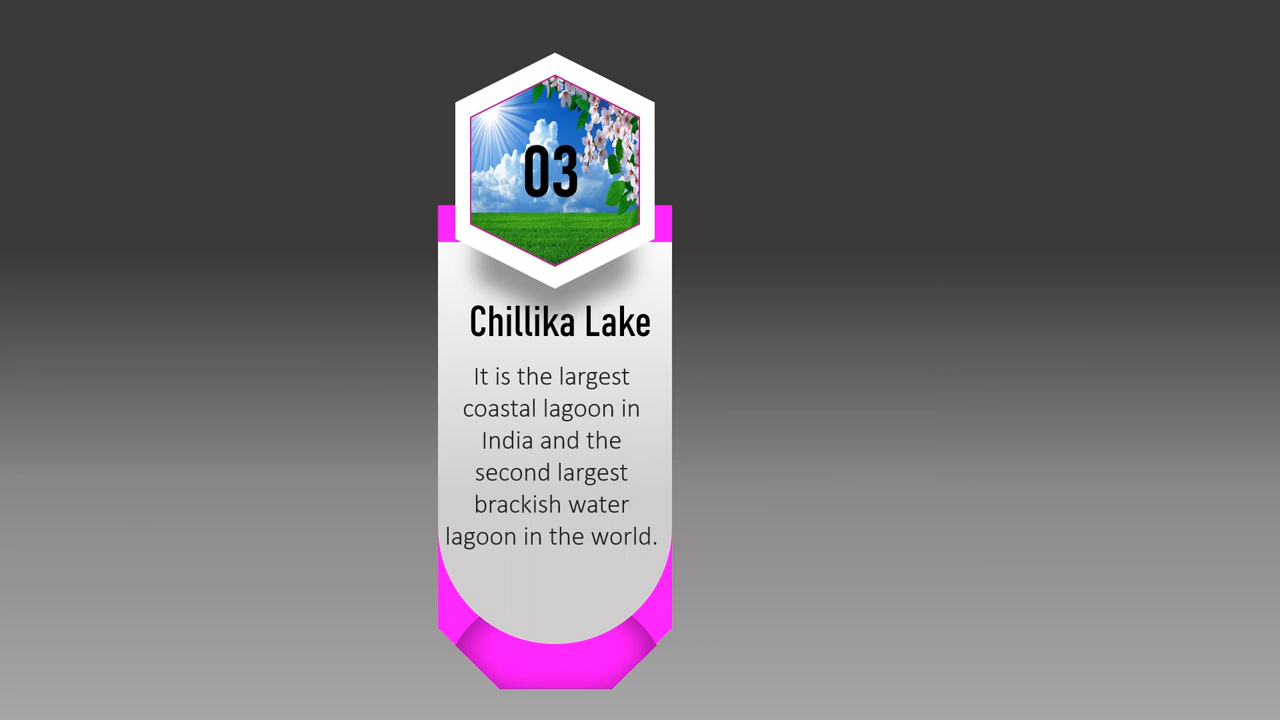 03
Chillika Lake
It is the largest
coastal lagoon in
India and the
second largest
brackish water
lagoon in the world.